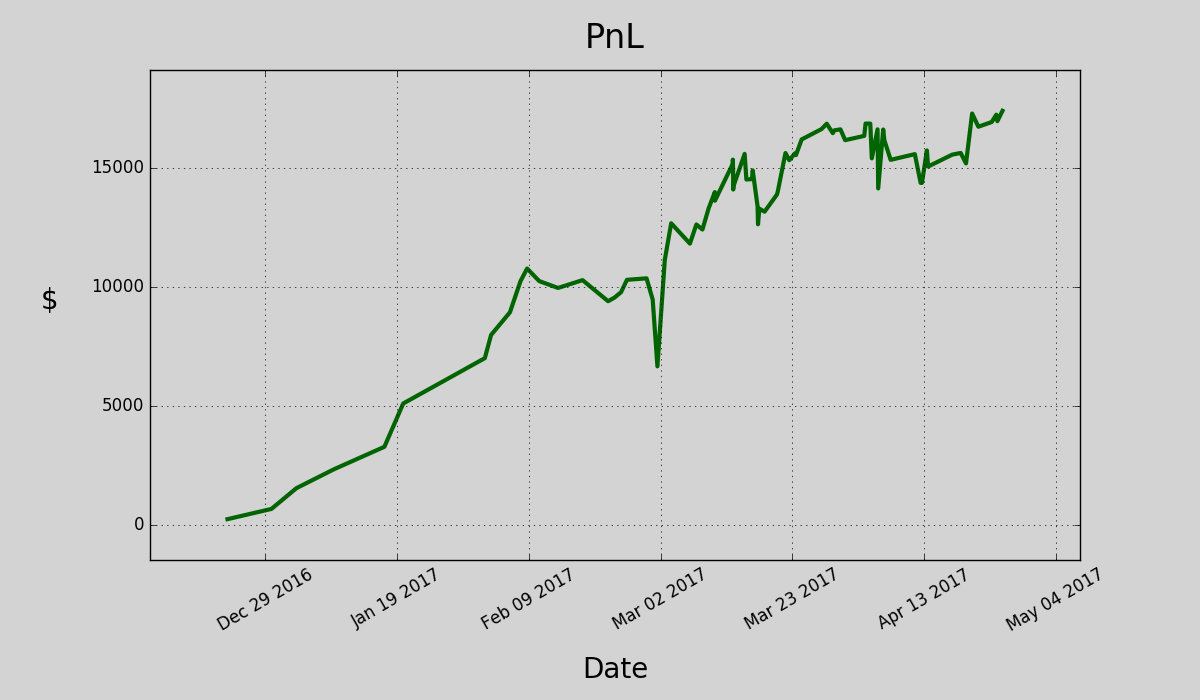 PnL
$
15000
10000
5000
0
Dec 29 2016
Jan 19 2017
Feb 09 2017
Mar 02 2017
Mar 23 2017
Apr 13 2017
May 04 2017
Date